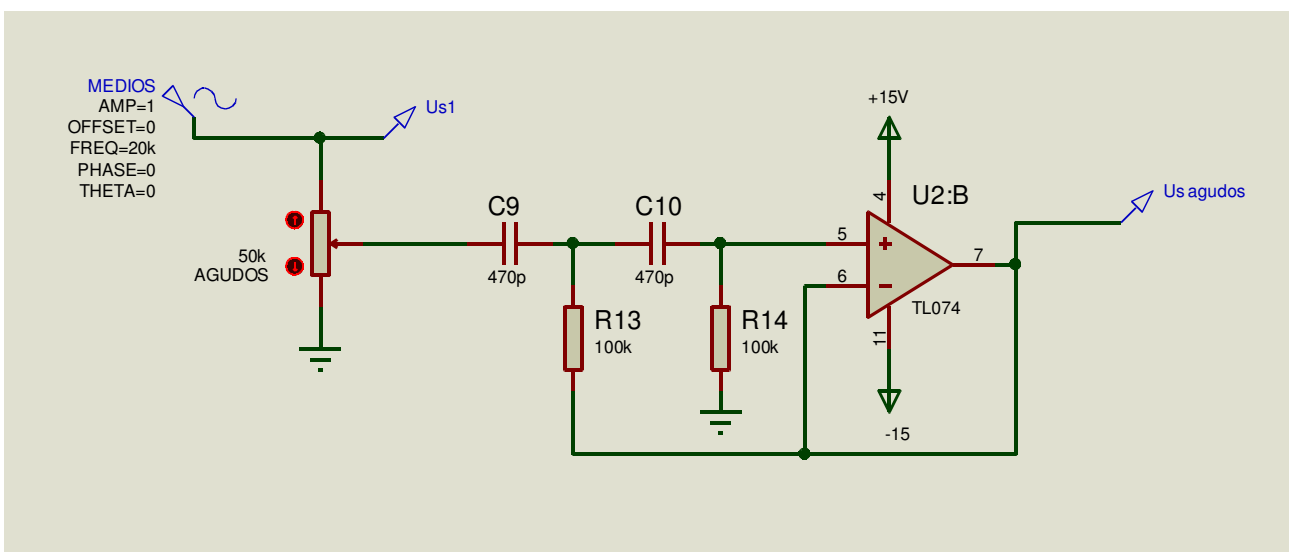 MEDIOS
AMP=1
OFFSET=0
FREQ=20k
PHASE=0
THETA=0
Us1
50k
AGUDOS
C9
470p
C10
470p
R13
100k
R14
100k
+15V
4
U2:B
5
6
7
TL074
11
-15
Us agudos